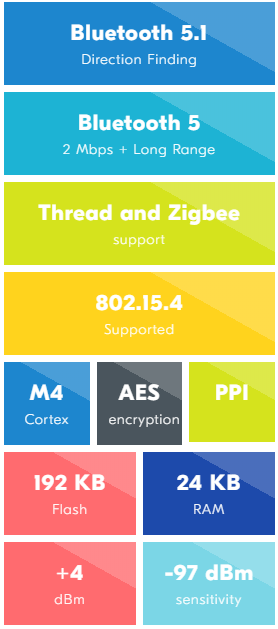 Bluetooth 5.1
Direction Finding
Bluetooth 5
2 Mbps + Long Range
Thread and Zigbee
support
802.15.4
Supported
M4
Cortex
AES
encryption
PPI
192 KB
Flash
24 KB
RAM
+4
dBm
-97 dBm
sensitivity